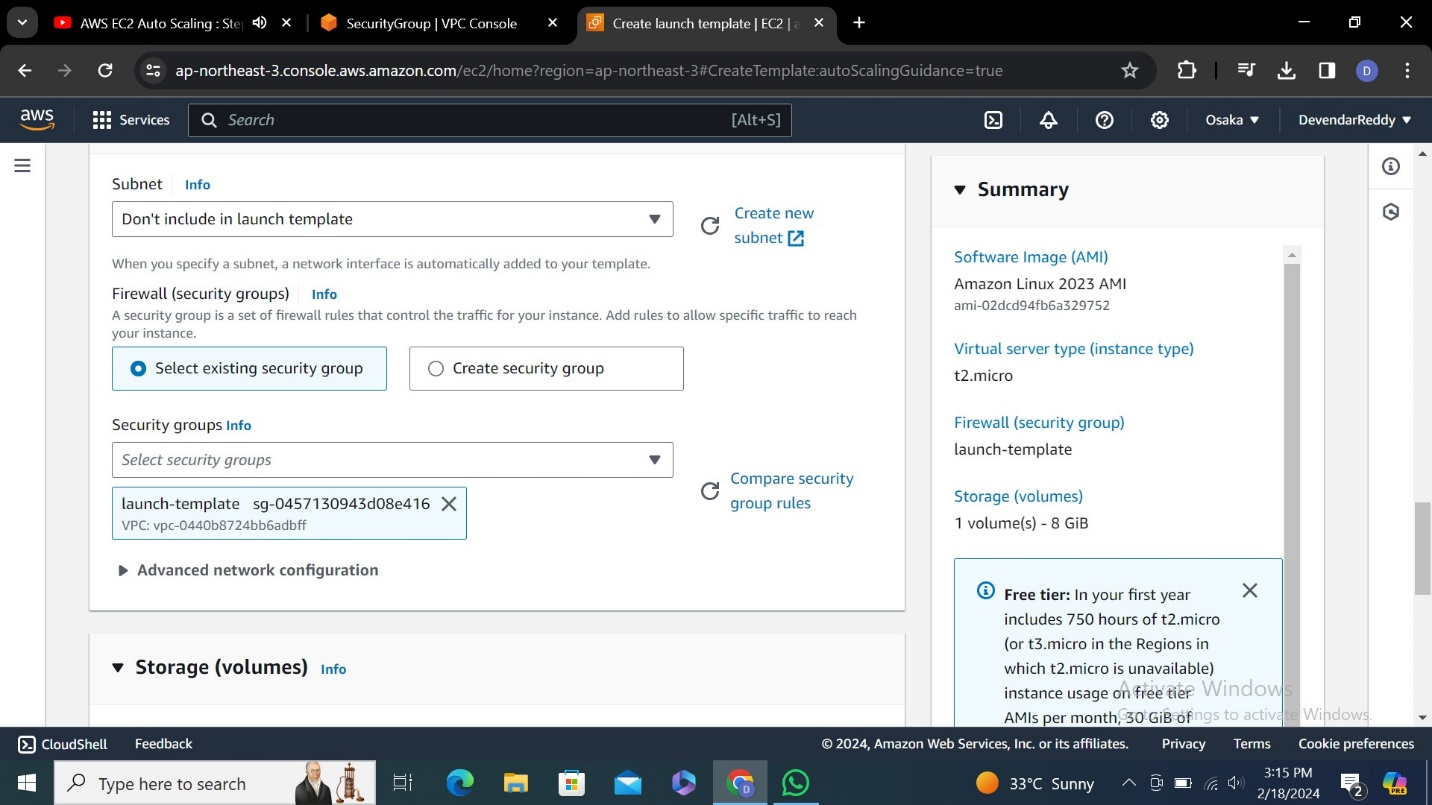 AWS EC2 Auto Scaling : Ste
SecurityGroup | VPC Console
Create launch template | EC2 | a
ap-northeast-3.console.aws.amazon.com/ec2/home?region=ap-northeast-3#CreateTemplate:autoScalingGuidance=true
D
aws
Services
Search
[Alt+S]
Osaka
DevendarReddy
Subnet
Info
Don't include in launch template
Create new
subnet
When you specify a subnet, a network interface is automatically added to your template.
Firewall (security groups)
Info
A security group is a set of firewall rules that control the traffic for your instance. Add rules to allow specific traffic to reach
your instance.
Select existing security group
Create security group
Security groups Info
Select security groups
launch-template sg-0457130943d08e416
VPC: vpc-0440b8724bb6adbff
Compare security
group rules
Advanced network configuration
Storage (volumes) Info
Summary
Software Image (AMI)
Amazon Linux 2023 AMI
ami-02dcd94fb6a329752
Virtual server type (instance type)
t2.micro
Firewall (security group)
launch-template
Storage (volumes)
1 volume(s) - 8 GiB
Free tier: In your first year
includes 750 hours of t2.micro
(or t3.micro in the Regions in
which t2.micro is unavailable)
instance usage on free tier
AMIs per month, 30 GiB of
Activate Windows
Go to Settings to activate Windows.
CloudShell
Feedback
© 2024, Amazon Web Services, Inc. or its affiliates.
Privacy
Terms
Cookie preferences
Type here to search
D
33°C Sunny
3:15 PM
2/18/2024
2
PRE